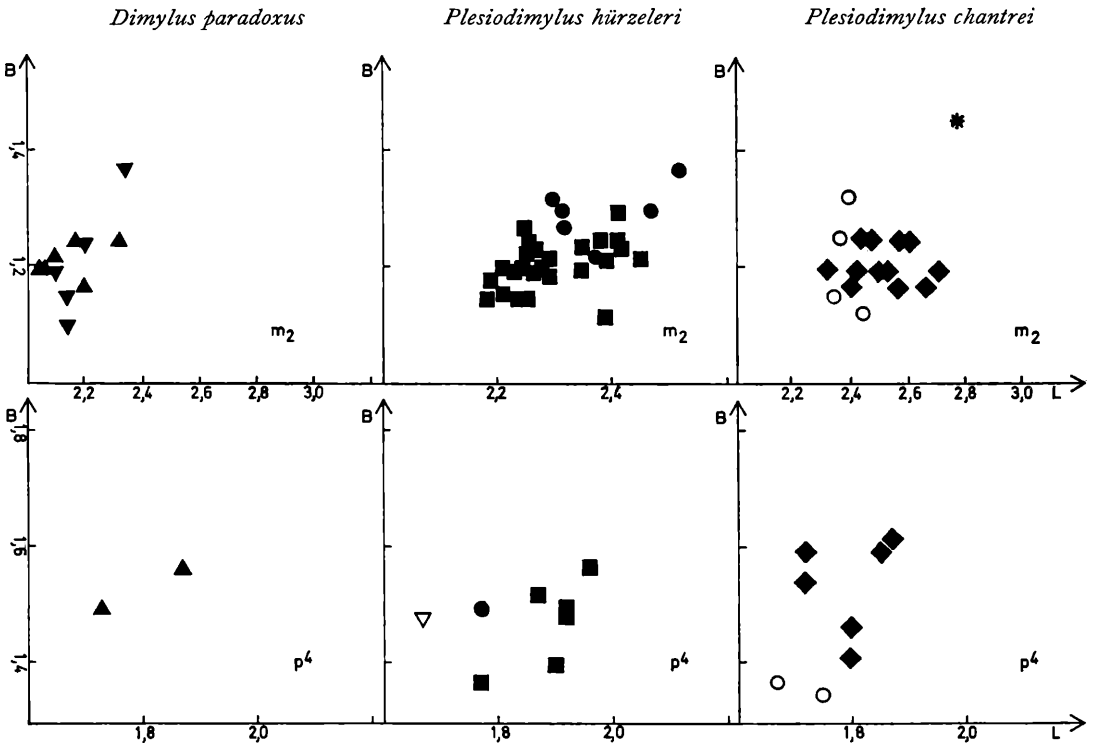 Dimylus paradoxus Plesiodimylus hürzeleri Plesiodimylus chantrei
B B B
1,4
1,2
m2 m2 m2
2,2 2,4 2,6 2,8 3,0 2,2 2,4 2,2 2,4 2,6 2,8 3,0 L
B B B
1,8
1,6
1,4
p4 p4 p4
1,8 2,0 1,8 2,0 1,8 2,0 L